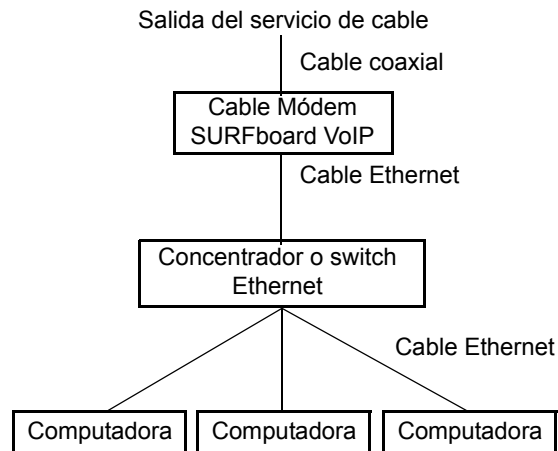 Salida del servicio de cable
Cable coaxial
Cable Módem
SURFboard VoIP
Cable Ethernet
Concentrador o switch
Ethernet
Cable Ethernet
Computadora
Computadora
Computadora